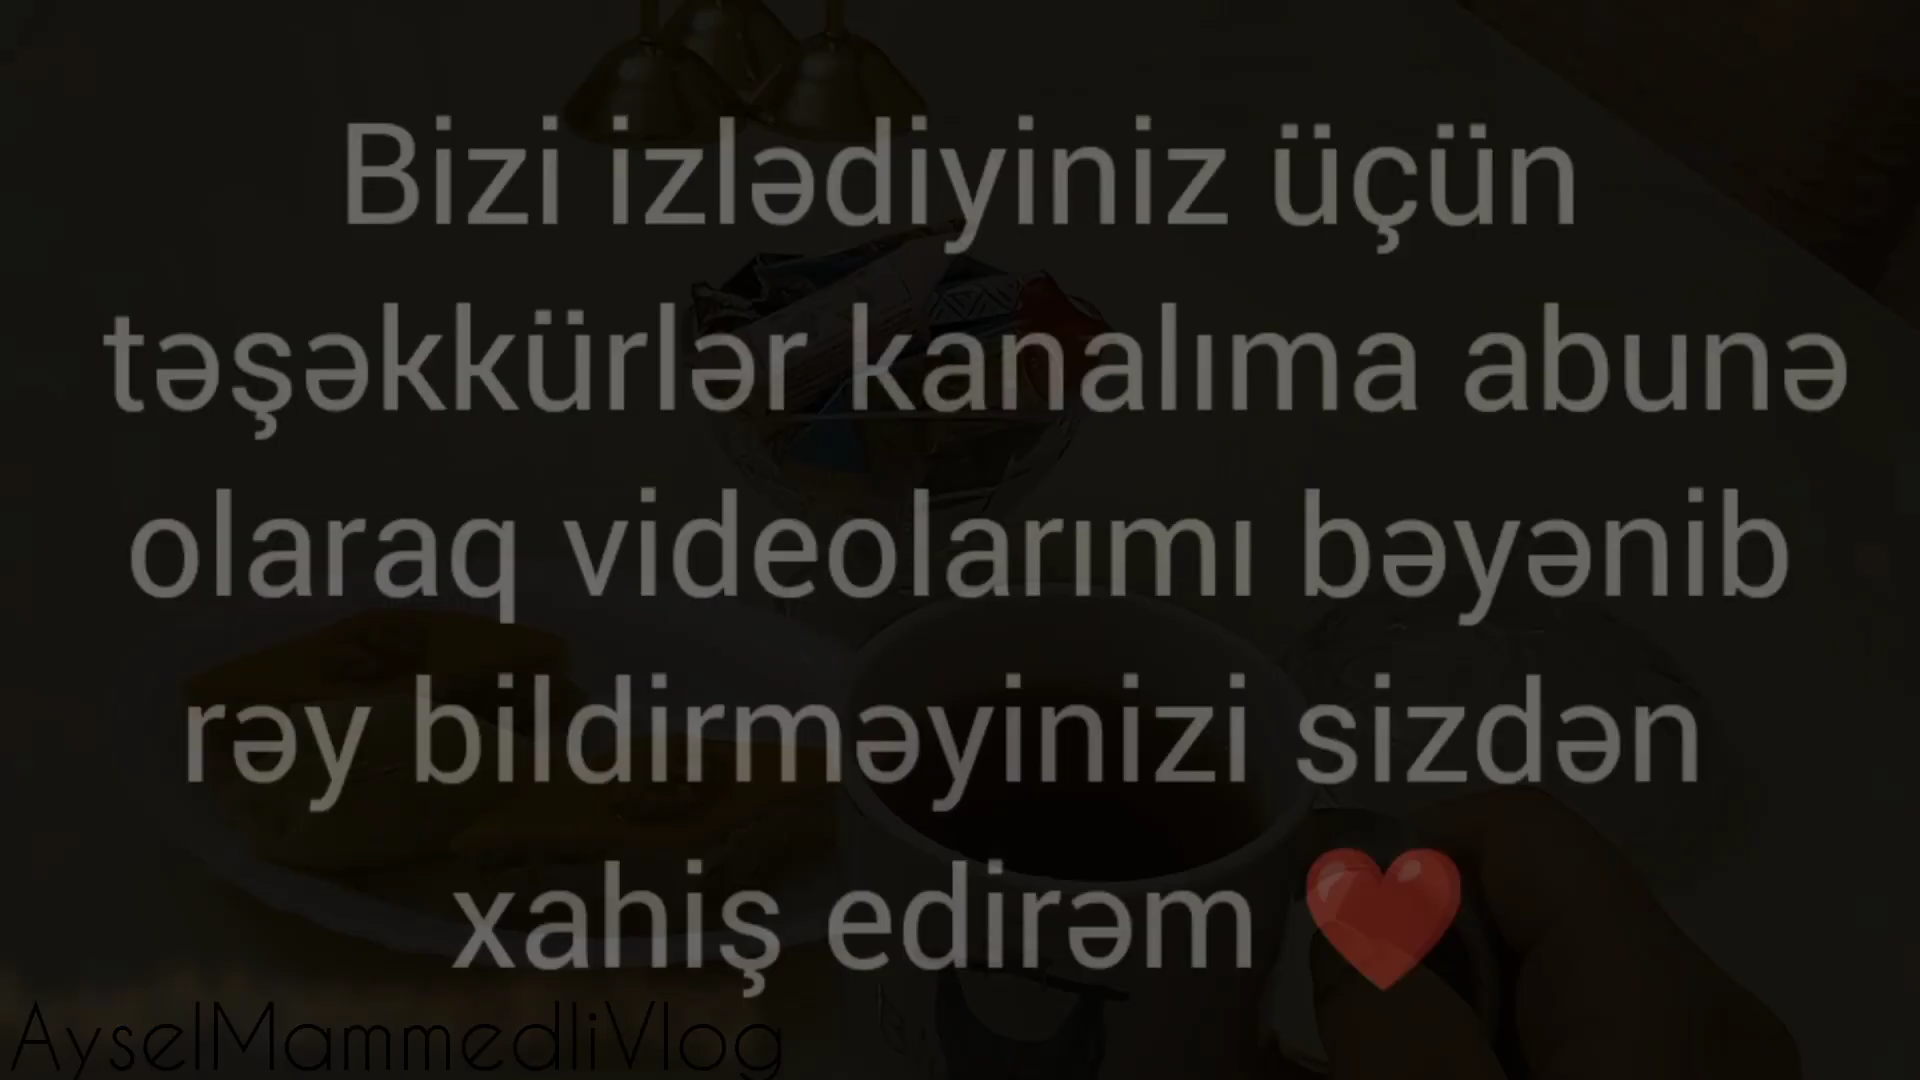 Bizi izlədiyiniz üçün
təşəkkürlər kanalıma abunə
olaraq videolarımı bəyənib
rəy bildirməyinizi sizdən
xahiş edirəm ❤️
AyselMammedliVlog